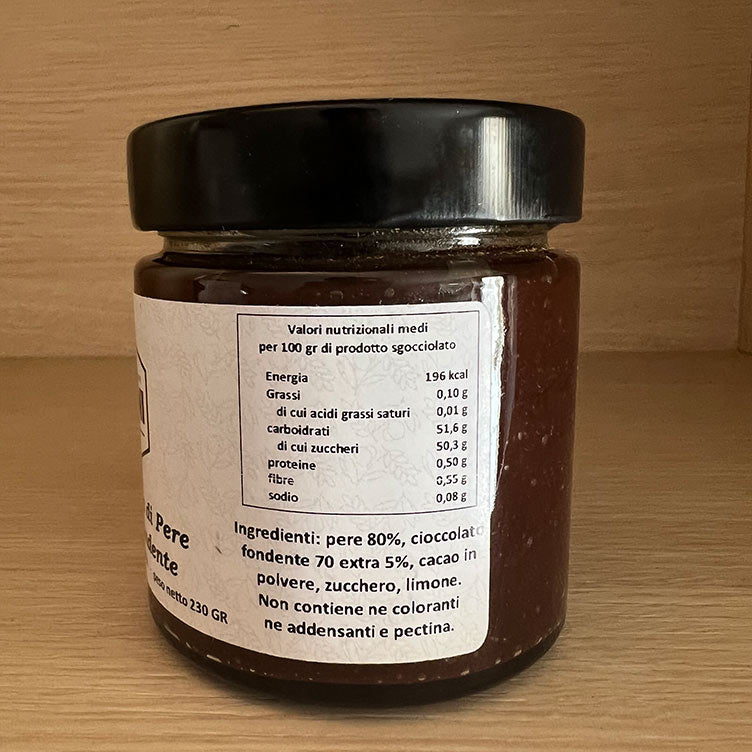 Valori nutrizionali medi
per 100 gr di prodotto sgocciolato
Energia 196 kcal
Grassi 0,10 g
di cui acidi grassi saturi 0,01 g
carboidrati 51,6 g
di cui zuccheri 50,3 g
proteine 0,50 g
fibre 0,55 g
sodio 0,08 g
di Pere
peso netto 230 GR
Ingredienti: pere 80%, cioccolato
fondente 70 extra 5%, cacao in
polvere, zucchero, limone.
Non contiene ne coloranti
ne addensanti e pectina.